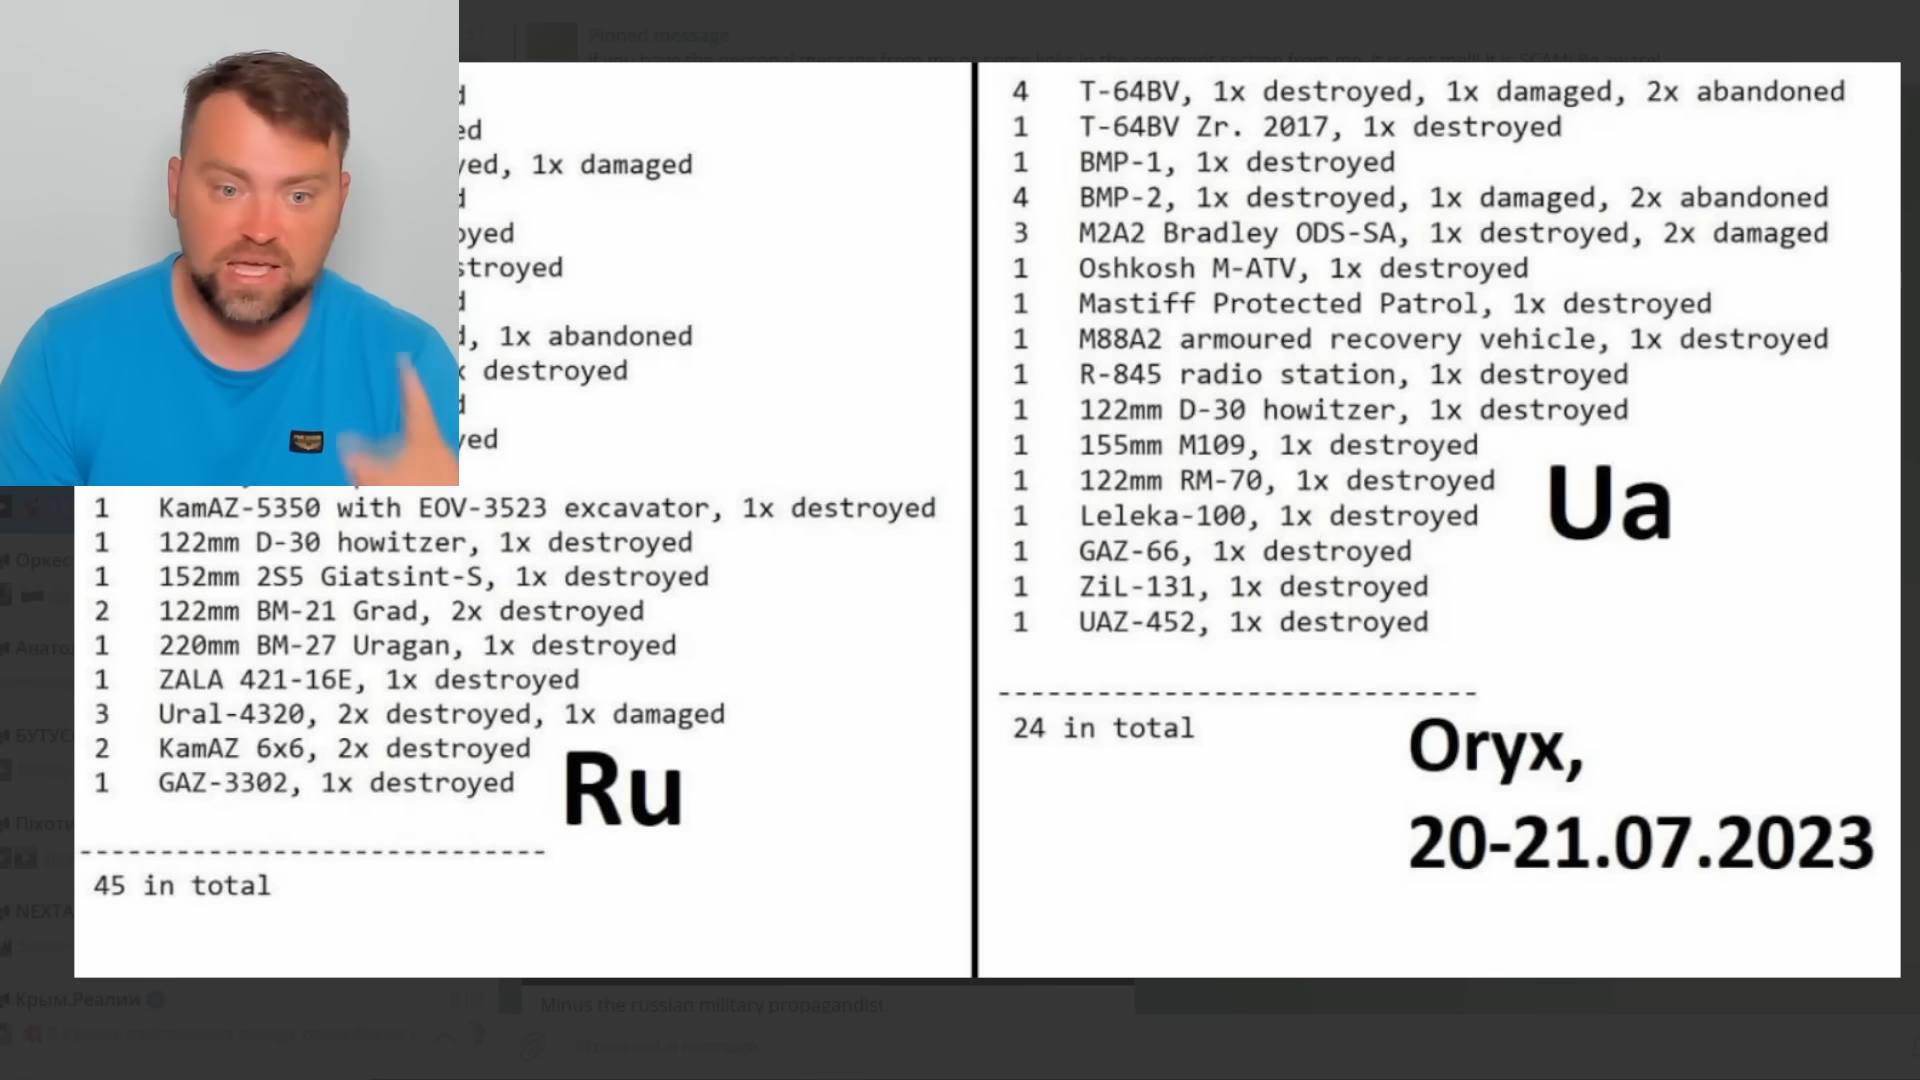 Pinned message
d
ed
yed, 1x damaged
d
oyed
stroyed
d
d, 1x abandoned
x destroyed
d
yed
1 KamAZ-5350 with EOV-3523 excavator, 1x destroyed
1 122mm D-30 howitzer, 1x destroyed
1 152mm 2S5 Giatsint-S, 1x destroyed
2 122mm BM-21 Grad, 2x destroyed
1 220mm BM-27 Uragan, 1x destroyed
1 ZALA 421-16E, 1x destroyed
3 Ural-4320, 2x destroyed, 1x damaged
2 KamAZ 6x6, 2x destroyed
1 GAZ-3302, 1x destroyed
Ru
------------------------------
45 in total
4 T-64BV, 1x destroyed, 1x damaged, 2x abandoned
1 T-64BV Zr. 2017, 1x destroyed
1 BMP-1, 1x destroyed
4 BMP-2, 1x destroyed, 1x damaged, 2x abandoned
3 M2A2 Bradley ODS-SA, 1x destroyed, 2x damaged
1 Oshkosh M-ATV, 1x destroyed
1 Mastiff Protected Patrol, 1x destroyed
1 M88A2 armoured recovery vehicle, 1x destroyed
1 R-845 radio station, 1x destroyed
1 122mm D-30 howitzer, 1x destroyed
1 155mm M109, 1x destroyed
1 122mm RM-70, 1x destroyed
1 Leleka-100, 1x destroyed
1 GAZ-66, 1x destroyed
1 ZiL-131, 1x destroyed
1 UAZ-452, 1x destroyed
Ua
------------------------------
24 in total
Oryx,
20-21.07.2023
Оркес
Анато
БУТУС
Піхоти
NEXTA
Крым.Реалии
Minus the russian military propagandist.